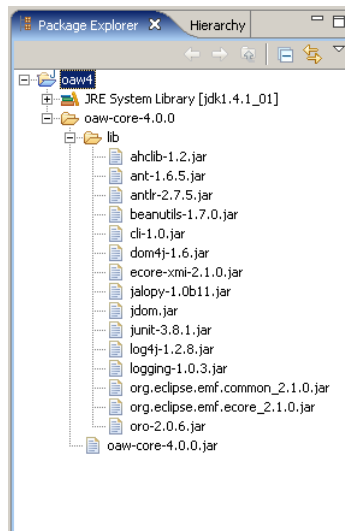 Package Explorer Hierarchy
oaw4
JRE System Library [jdk1.4.1_01]
oaw-core-4.0.0
lib
ahclib-1.2.jar
ant-1.6.5.jar
antlr-2.7.5.jar
beanutils-1.7.0.jar
cli-1.0.jar
dom4j-1.6.jar
ecore-xmi-2.1.0.jar
jalopy-1.0b11.jar
jdom.jar
junit-3.8.1.jar
log4j-1.2.8.jar
logging-1.0.3.jar
org.eclipse.emf.common_2.1.0.jar
org.eclipse.emf.ecore_2.1.0.jar
oro-2.0.6.jar
oaw-core-4.0.0.jar